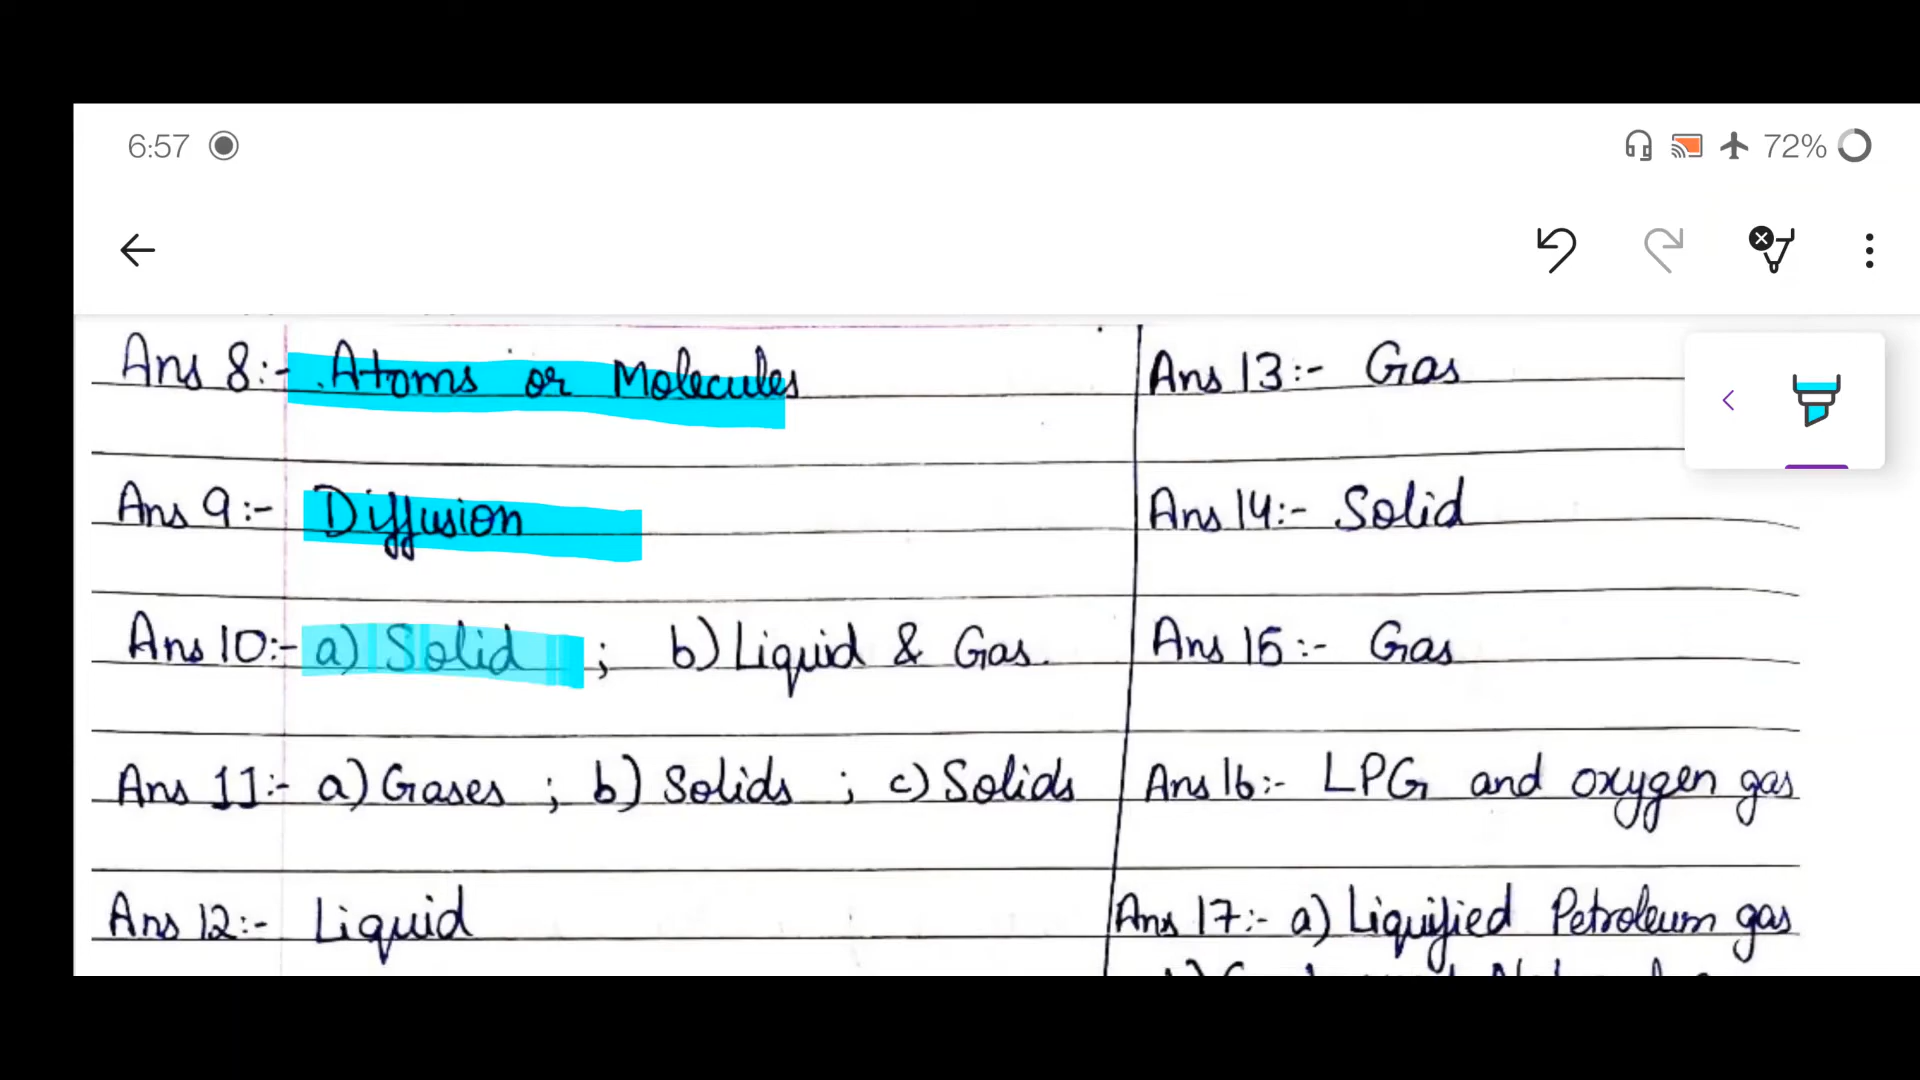 6:57
72%
Ans 8:- Atoms or Molecules
Ans 9:- Diffusion
Ans 10:- a) Solid ; b) Liquid & Gas.
Ans 11:- a) Gases ; b) Solids ; c) Solids
Ans 12:- Liquid
Ans 13:- Gas
Ans 14:- Solid
Ans 15:- Gas
Ans 16:- LPG and oxygen gas
Ans 17:- a) Liquified Petroleum gas